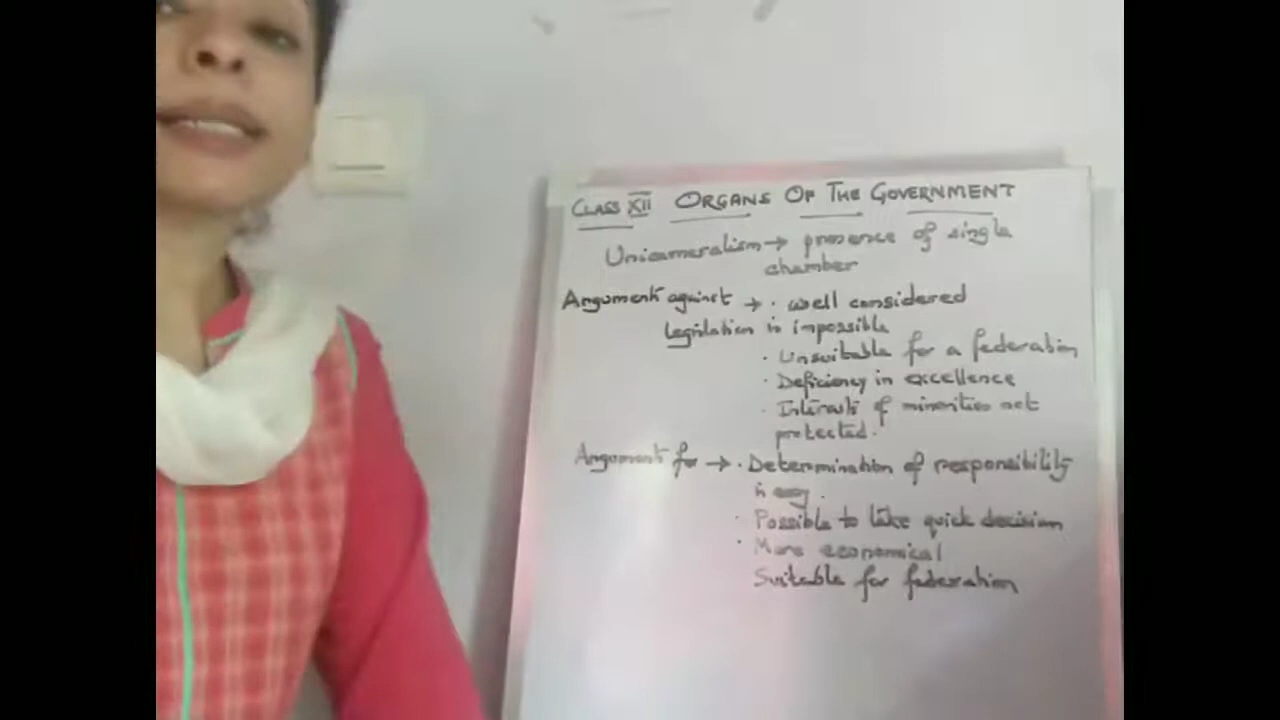 CLASS XII ORGANS OF THE GOVERNMENT
Unicameralism → presence of single
chamber
Argument against → · well considered
legislation is impossible
· Unsuitable for a federation
· Deficiency in excellence
· Interests of minorities not
protected.
Argument for → · Determination of responsibility
is easy.
· Possible to take quick decision
· More economical
Suitable for federation